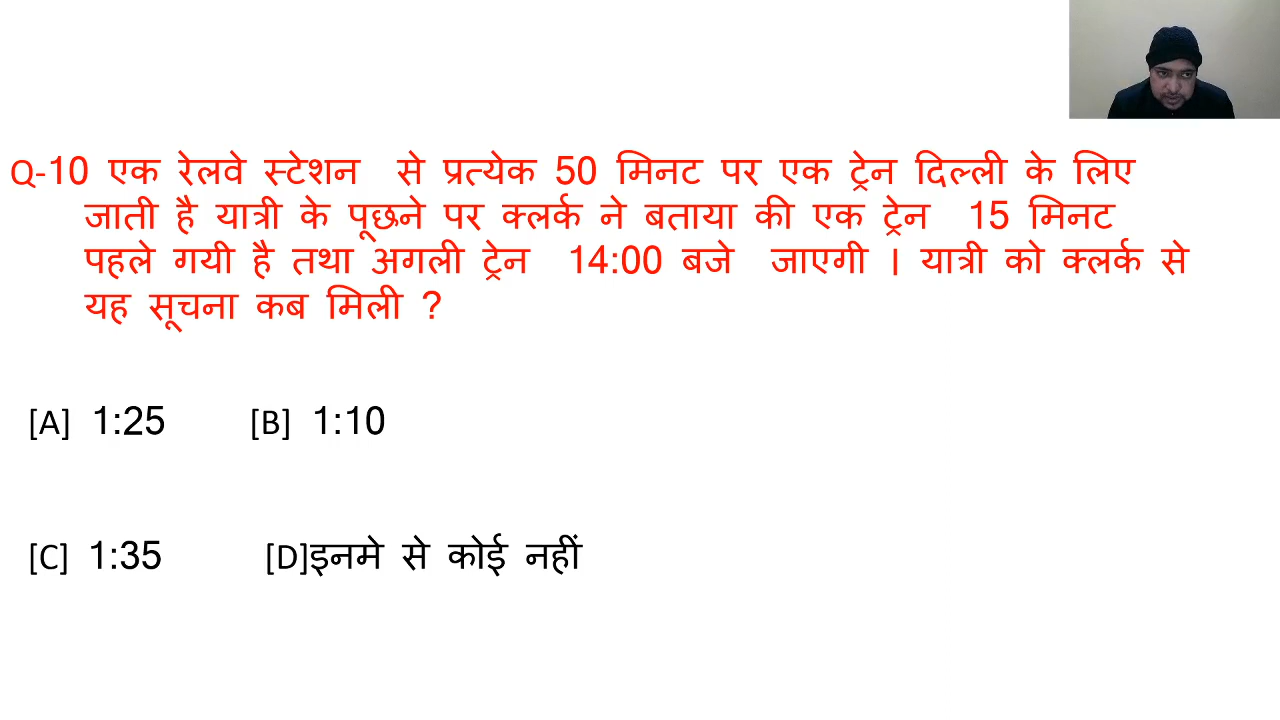 Q-10 एक रेलवे स्टेशन से प्रत्येक 50 मिनट पर एक ट्रेन दिल्ली के लिए
जाती है यात्री के पूछने पर क्लर्क ने बताया की एक ट्रेन 15 मिनट
पहले गयी है तथा अगली ट्रेन 14:00 बजे जाएगी । यात्री को क्लर्क से
यह सूचना कब मिली ?
[A] 1:25 [B] 1:10
[C] 1:35 [D]इनमे से कोई नहीं